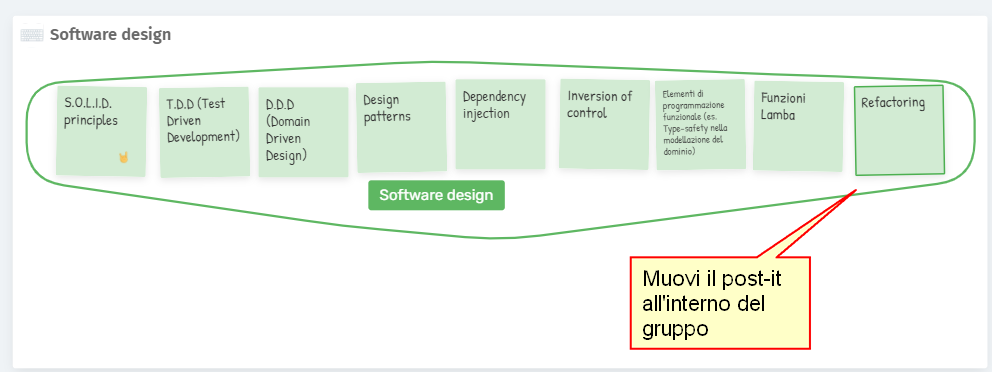 Software design
S.O.L.I.D.
principles
T.D.D (Test
Driven
Development)
D.D.D
(Domain
Driven
Design)
Design
patterns
Dependency
injection
Inversion of
control
Elementi di
programmazione
funzionale (es.
Type-safety nella
modellazione del
dominio)
Funzioni
Lamba
Refactoring
Software design
Muovi il post-it
all'interno del
gruppo